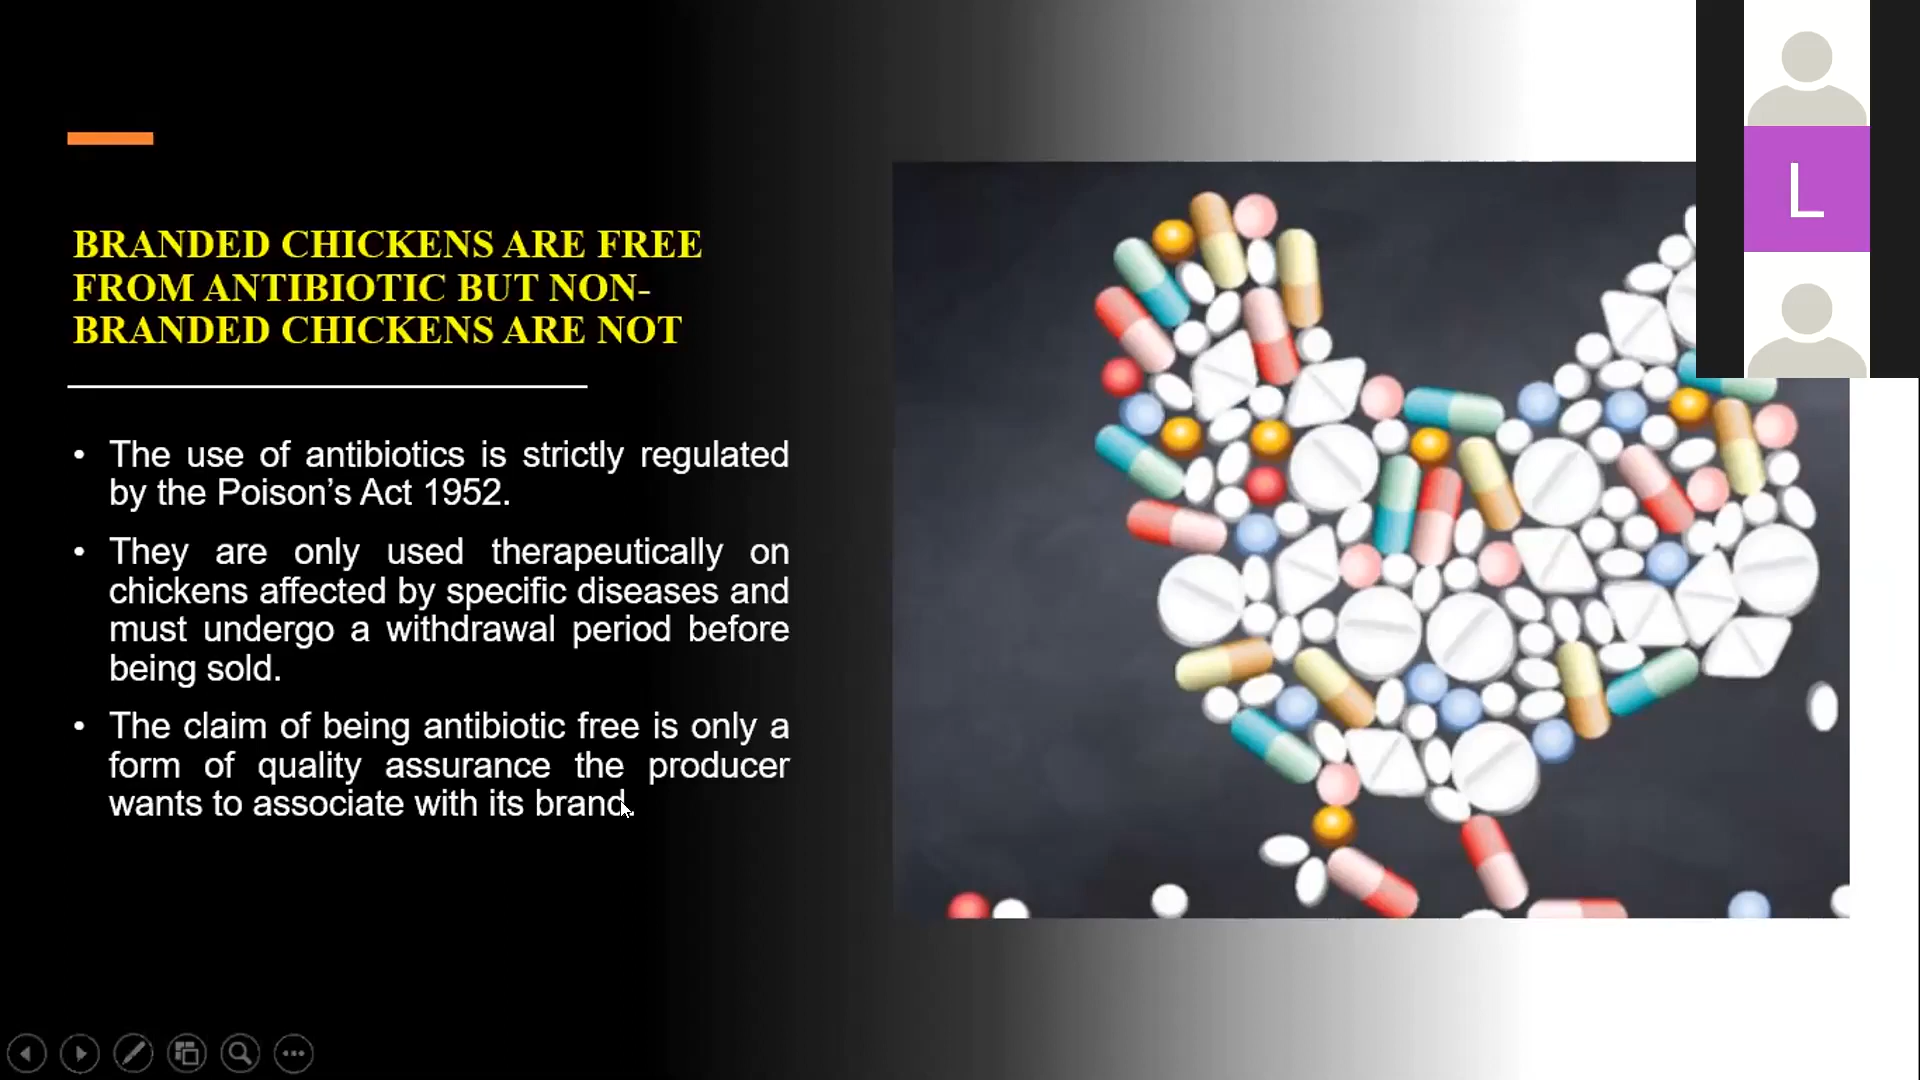 BRANDED CHICKENS ARE FREE
FROM ANTIBIOTIC BUT NON-
BRANDED CHICKENS ARE NOT
• The use of antibiotics is strictly regulated
by the Poison’s Act 1952.
• They are only used therapeutically on
chickens affected by specific diseases and
must undergo a withdrawal period before
being sold.
• The claim of being antibiotic free is only a
form of quality assurance the producer
wants to associate with its brand.
L